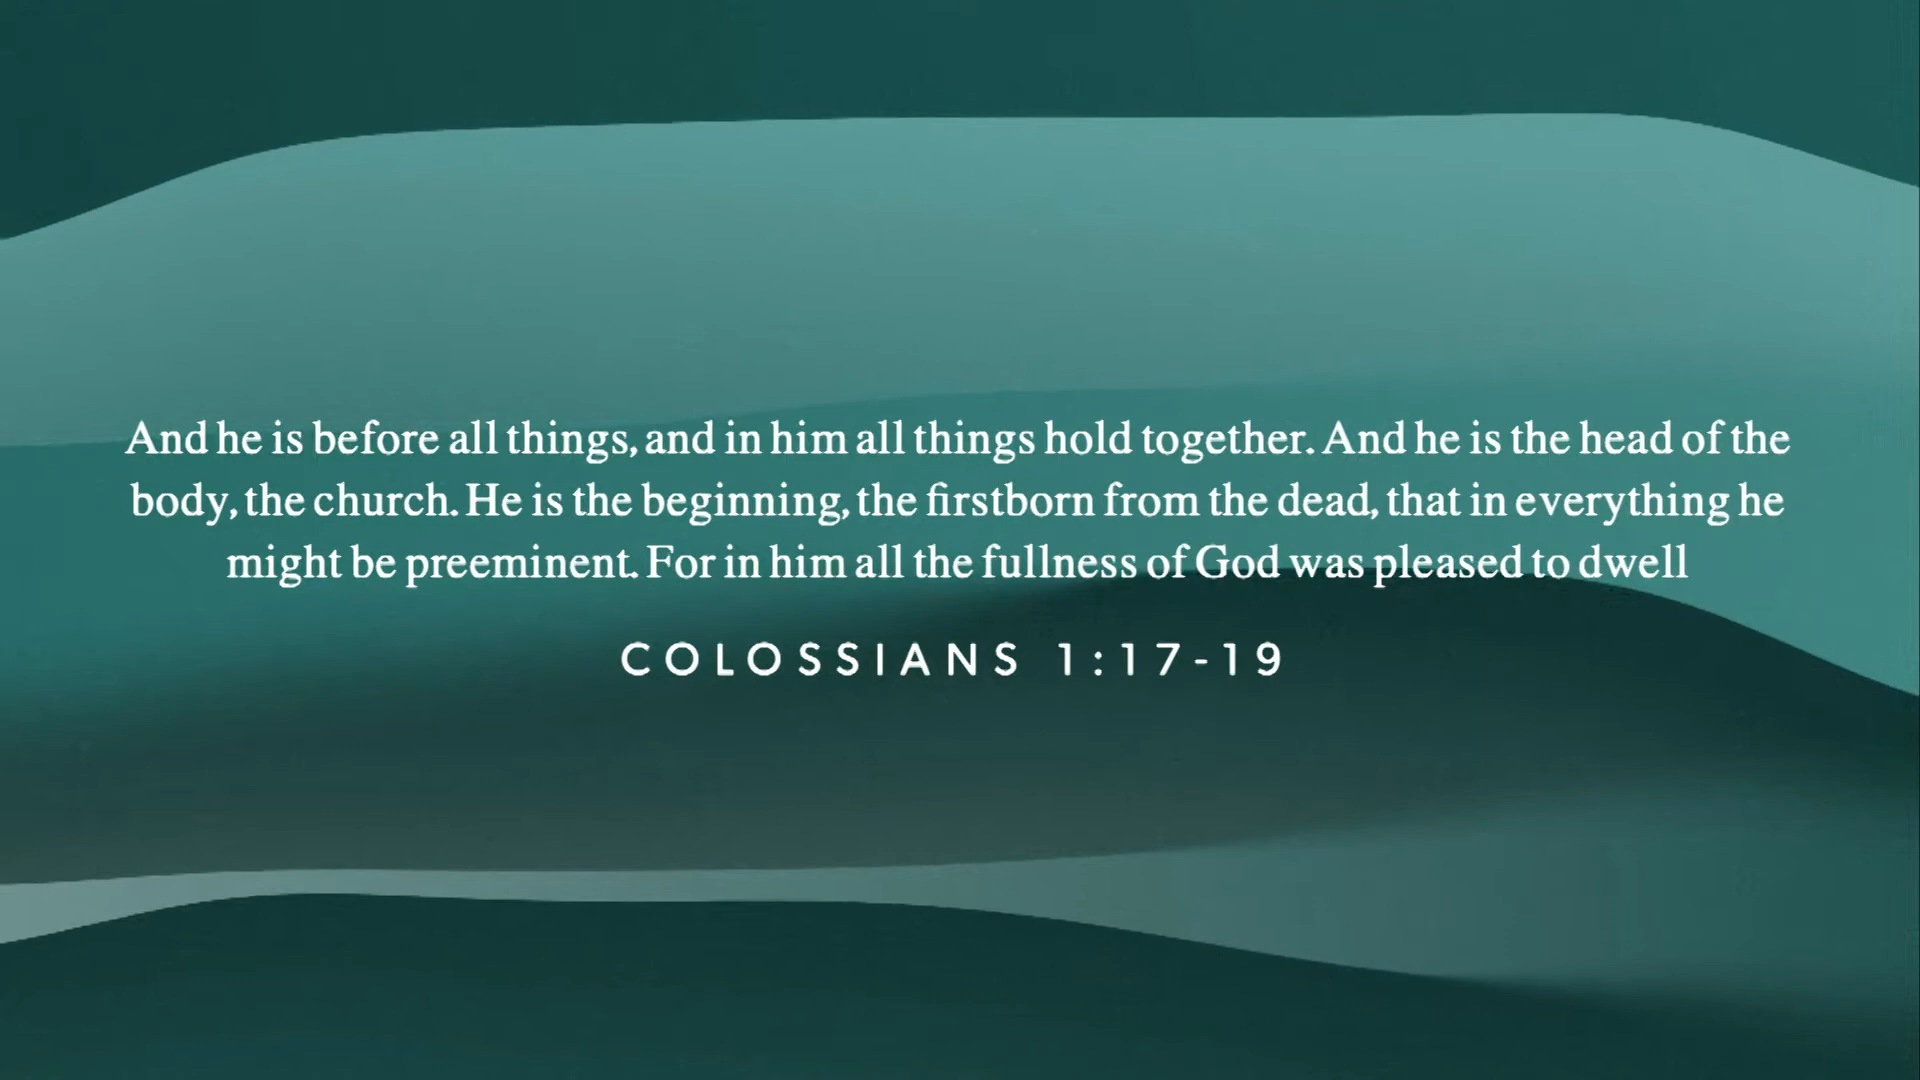 And he is before all things, and in him all things hold together. And he is the head of the
body, the church. He is the beginning, the firstborn from the dead, that in everything he
might be preeminent. For in him all the fullness of God was pleased to dwell
COLOSSIANS 1:17-19